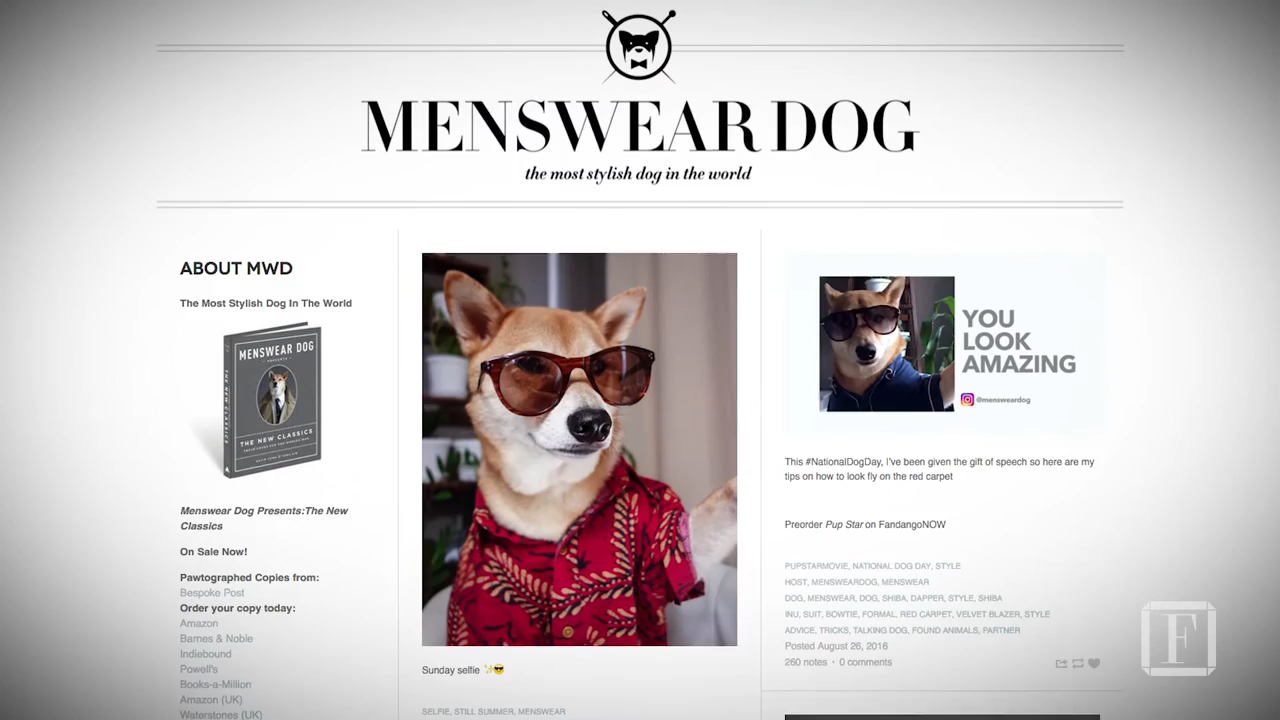 MENSWEAR DOG
the most stylish dog in the world
ABOUT MWD
The Most Stylish Dog In The World
MENSWEAR DOG
PRESENTS
THE NEW CLASSICS
THE NEW CLASSICS
Menswear Dog Presents:The New
Classics
On Sale Now!
Pawtographed Copies from:
Bespoke Post
Order your copy today:
Amazon
Barnes & Noble
Indiebound
Powell's
Books-a-Million
Amazon (UK)
Waterstones (UK)
Sunday selfie ✨😎
SELFIE, STILL SUMMER, MENSWEAR
YOU
LOOK
AMAZING
@mensweardog
This #NationalDogDay, I've been given the gift of speech so here are my
tips on how to look fly on the red carpet
Preorder Pup Star on FandangoNOW
PUPSTARMOVIE, NATIONAL DOG DAY, STYLE
HOST, MENSWEARDOG, MENSWEAR
DOG, MENSWEAR, DOG, SHIBA, DAPPER, STYLE, SHIBA
INU, SUIT, BOWTIE, FORMAL, RED CARPET, VELVET BLAZER, STYLE
ADVICE, TRICKS, TALKING DOG, FOUND ANIMALS, PARTNER
Posted August 26, 2016
260 notes • 0 comments
F